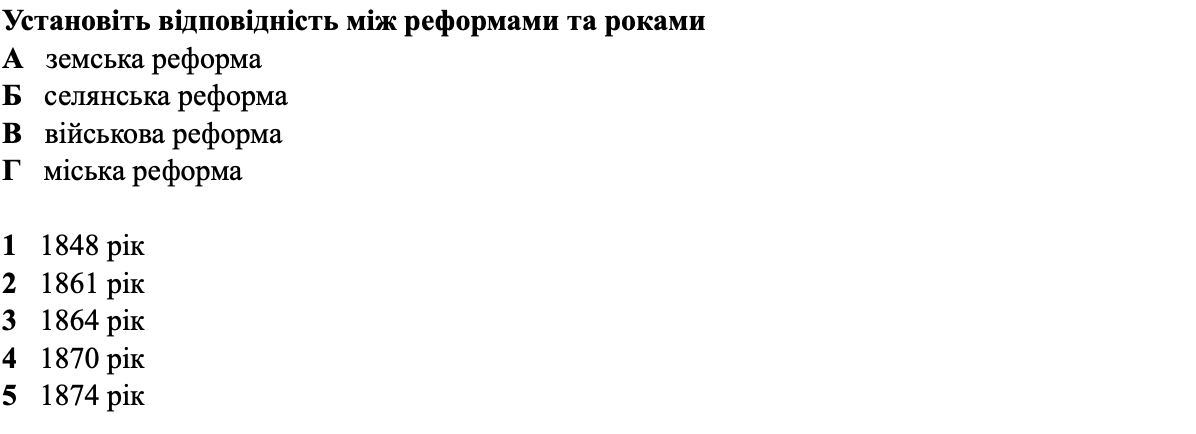 Установіть відповідність між реформами та роками
А земська реформа
Б селянська реформа
В військова реформа
Г міська реформа
1 1848 рік
2 1861 рік
3 1864 рік
4 1870 рік
5 1874 рік